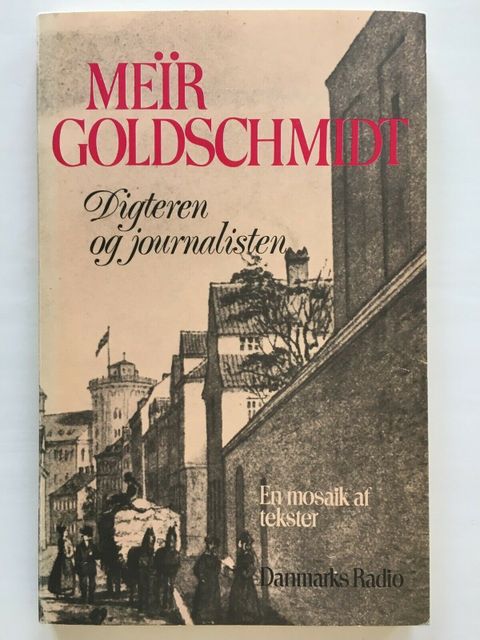 MEÏR
GOLDSCHMIDT
Digteren
og journalisten
En mosaik af
tekster
Danmarks Radio